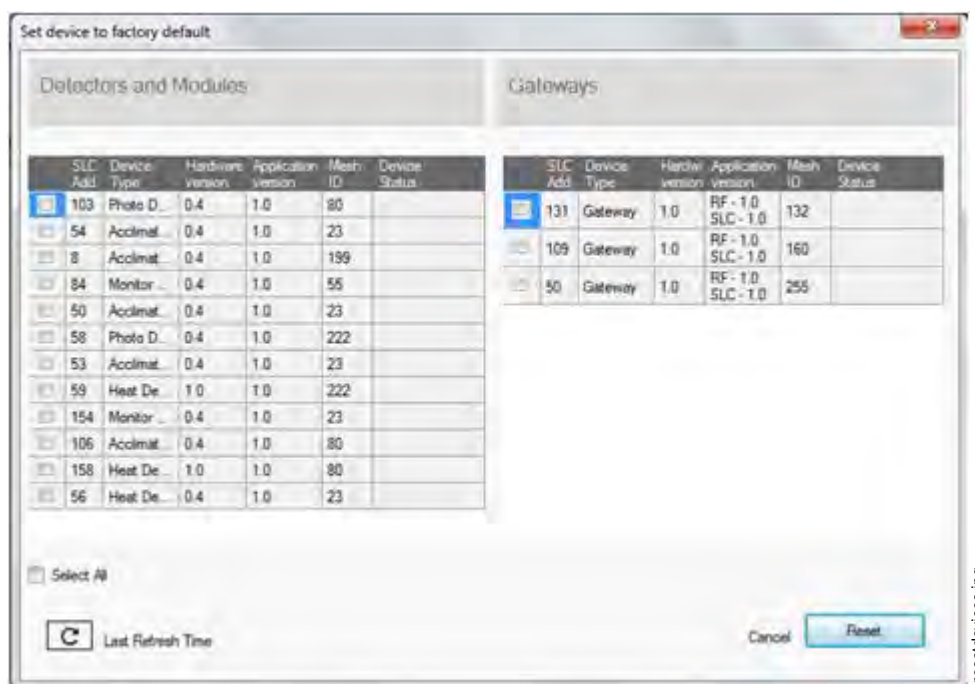 Set device to factory default
Detectors and Modules
SLC Add Device Type Hardware version Application version Mesh ID Device Status
103 Photo D... 0.4 1.0 80
54 Acclimat... 0.4 1.0 23
8 Acclimat... 0.4 1.0 199
84 Monitor ... 0.4 1.0 55
50 Acclimat... 0.4 1.0 23
58 Photo D... 0.4 1.0 222
53 Acclimat... 0.4 1.0 23
59 Heat De... 1.0 1.0 222
154 Monitor ... 0.4 1.0 23
106 Acclimat... 0.4 1.0 80
158 Heat De... 1.0 1.0 80
56 Heat De... 0.4 1.0 23
Gateways
SLC Add Device Type Hardwi version Application version Mesh ID Device Status
131 Gateway 1.0 RF - 1.0 SLC - 1.0 132
109 Gateway 1.0 RF - 1.0 SLC - 1.0 160
50 Gateway 1.0 RF - 1.0 SLC - 1.0 255
Select All
Last Refresh Time
Cancel
Reset